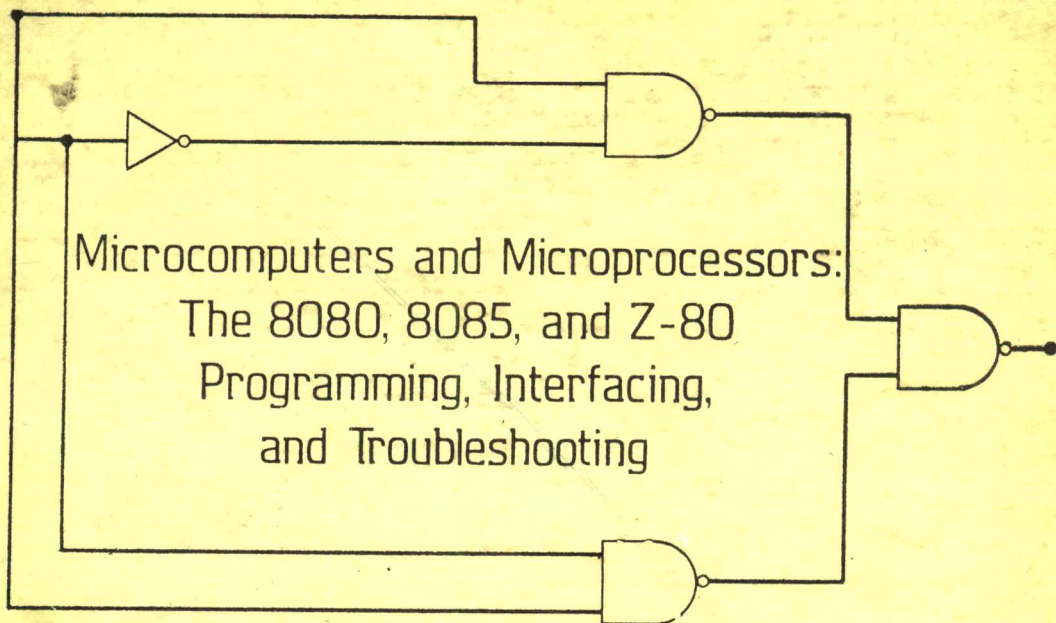 Microcomputers and Microprocessors:
The 8080, 8085, and Z-80
Programming, Interfacing,
and Troubleshooting